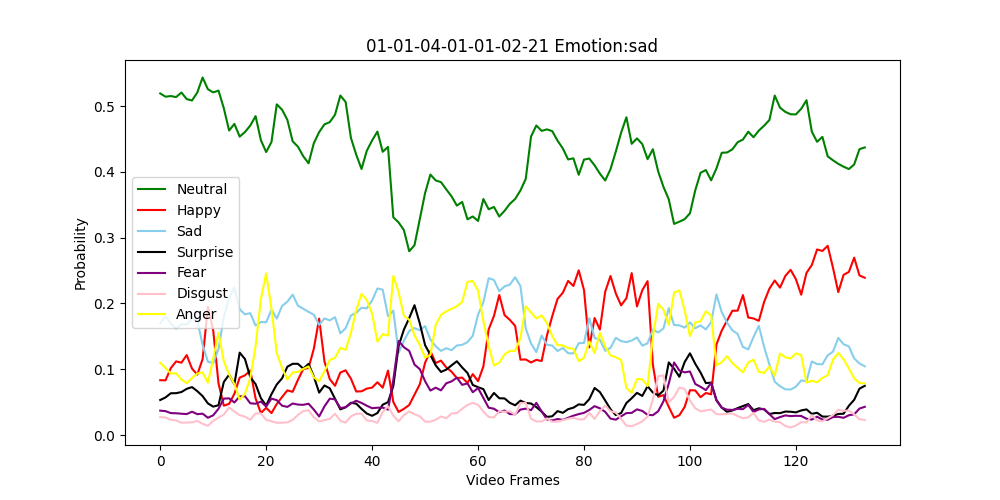 01-01-04-01-01-02-21 Emotion:sad
Probability
0.5
0.4
0.3
0.2
0.1
0.0
Neutral
Happy
Sad
Surprise
Fear
Disgust
Anger
0 20 40 60 80 100 120
Video Frames